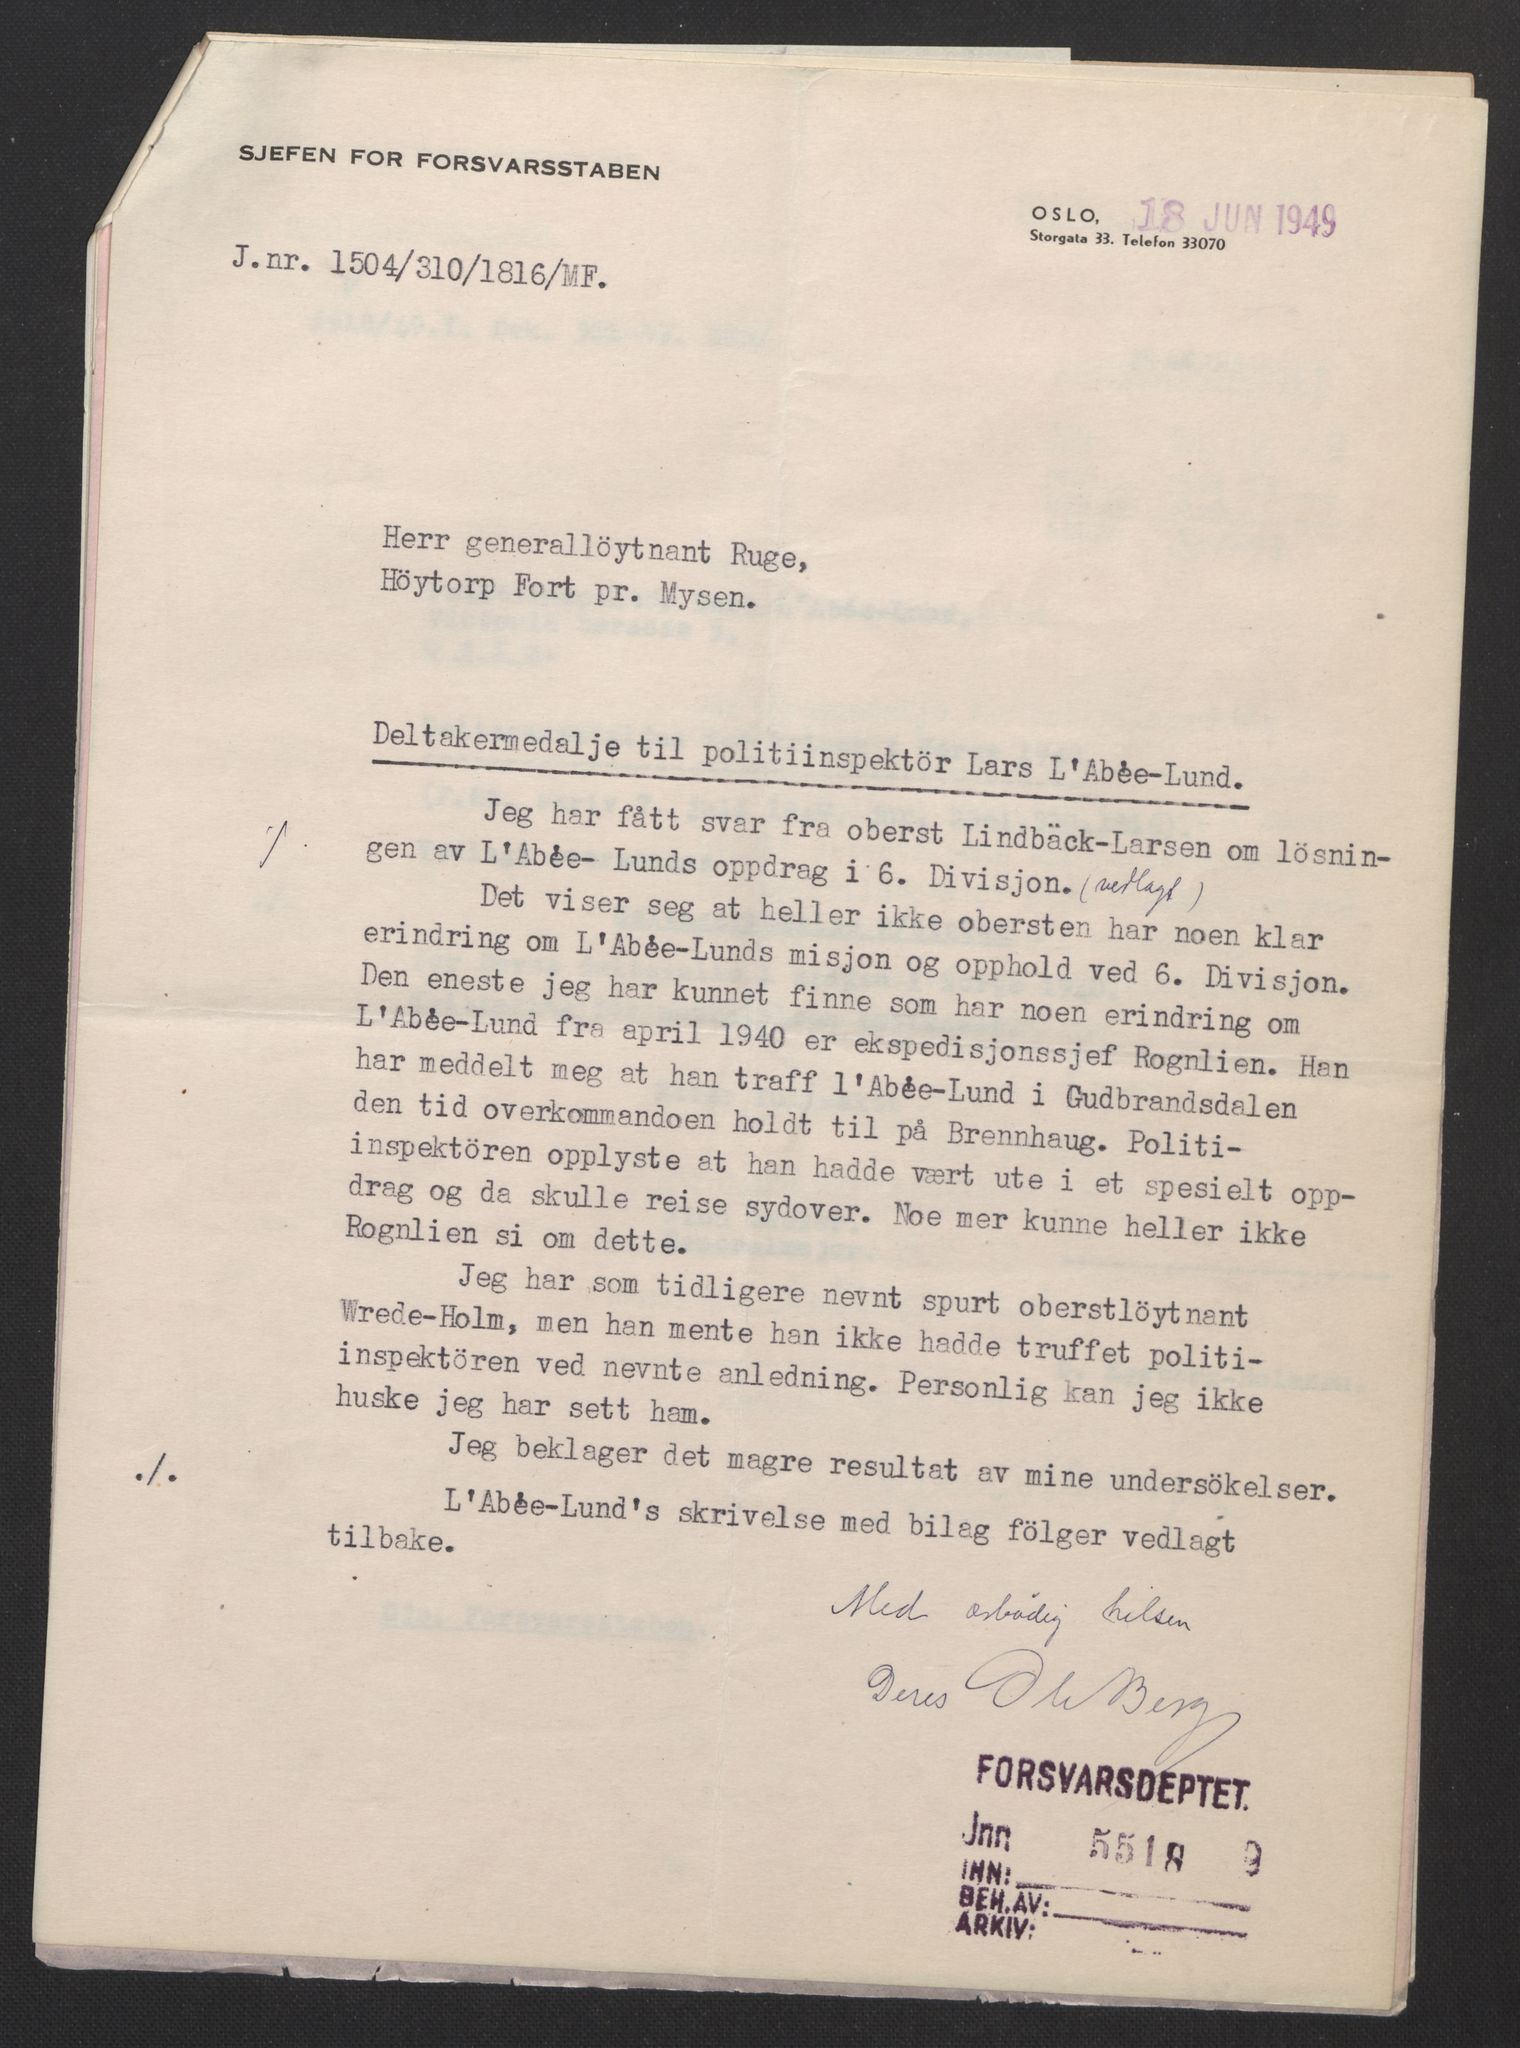 SJEFEN FOR FORSVARSSTABEN
OSLO, 18 JUN 1949
Storgata 33. Telefon 33070
J.nr. 1504/310/1816/MF.
Herr generallöytnant Ruge,
Höytorp Fort pr. Mysen.
Deltakermedalje til politiinspektör Lars L'Abée-Lund.
Jeg har fått svar fra oberst Lindbäck-Larsen om lösnin-
gen av L'Abée- Lunds oppdrag i 6. Divisjon. (vedlagt)
Det viser seg at heller ikke obersten har noen klar
erindring om L'Abée-Lunds misjon og opphold ved 6. Divisjon.
Den eneste jeg har kunnet finne som har noen erindring om
L'Abée-Lund fra april 1940 er ekspedisjonssjef Rognlien. Han
har meddelt meg at han traff l'Abée-Lund i Gudbrandsdalen
den tid overkommandoen holdt til på Brennhaug. Politi-
inspektören opplyste at han hadde vært ute i et spesielt opp-
drag og da skulle reise sydover. Noe mer kunne heller ikke
Rognlien si om dette.
Jeg har som tidligere nevnt spurt oberstlöytnant
Wrede-Holm, men han mente han ikke hadde truffet politi-
inspektören ved nevnte anledning. Personlig kan jeg ikke
huske jeg har sett ham.
Jeg beklager det magre resultat av mine undersökelser.
./. L'Abée-Lund's skrivelse med bilag fölger vedlagt
tilbake.
Med ærbödig hilsen
Deres Ole Berg
FORSVARSDEPTET.
Jnn 5518 9
INN:
BEH.AV:
ARKIV: